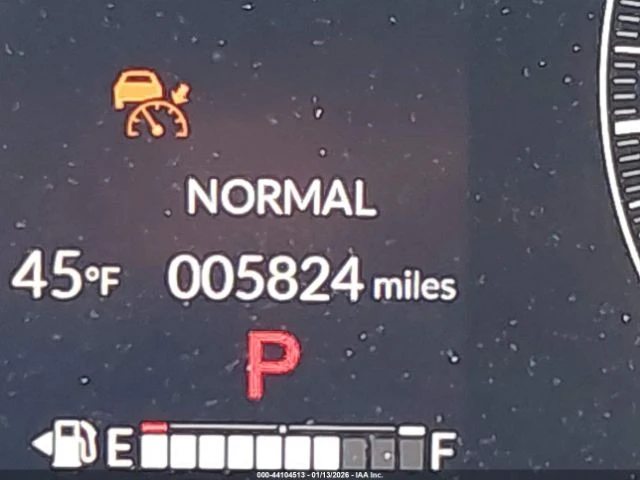 NORMAL
45°F 005824 miles
P
E F
000-44104513 - 01/13/2026 - IAA Inc.